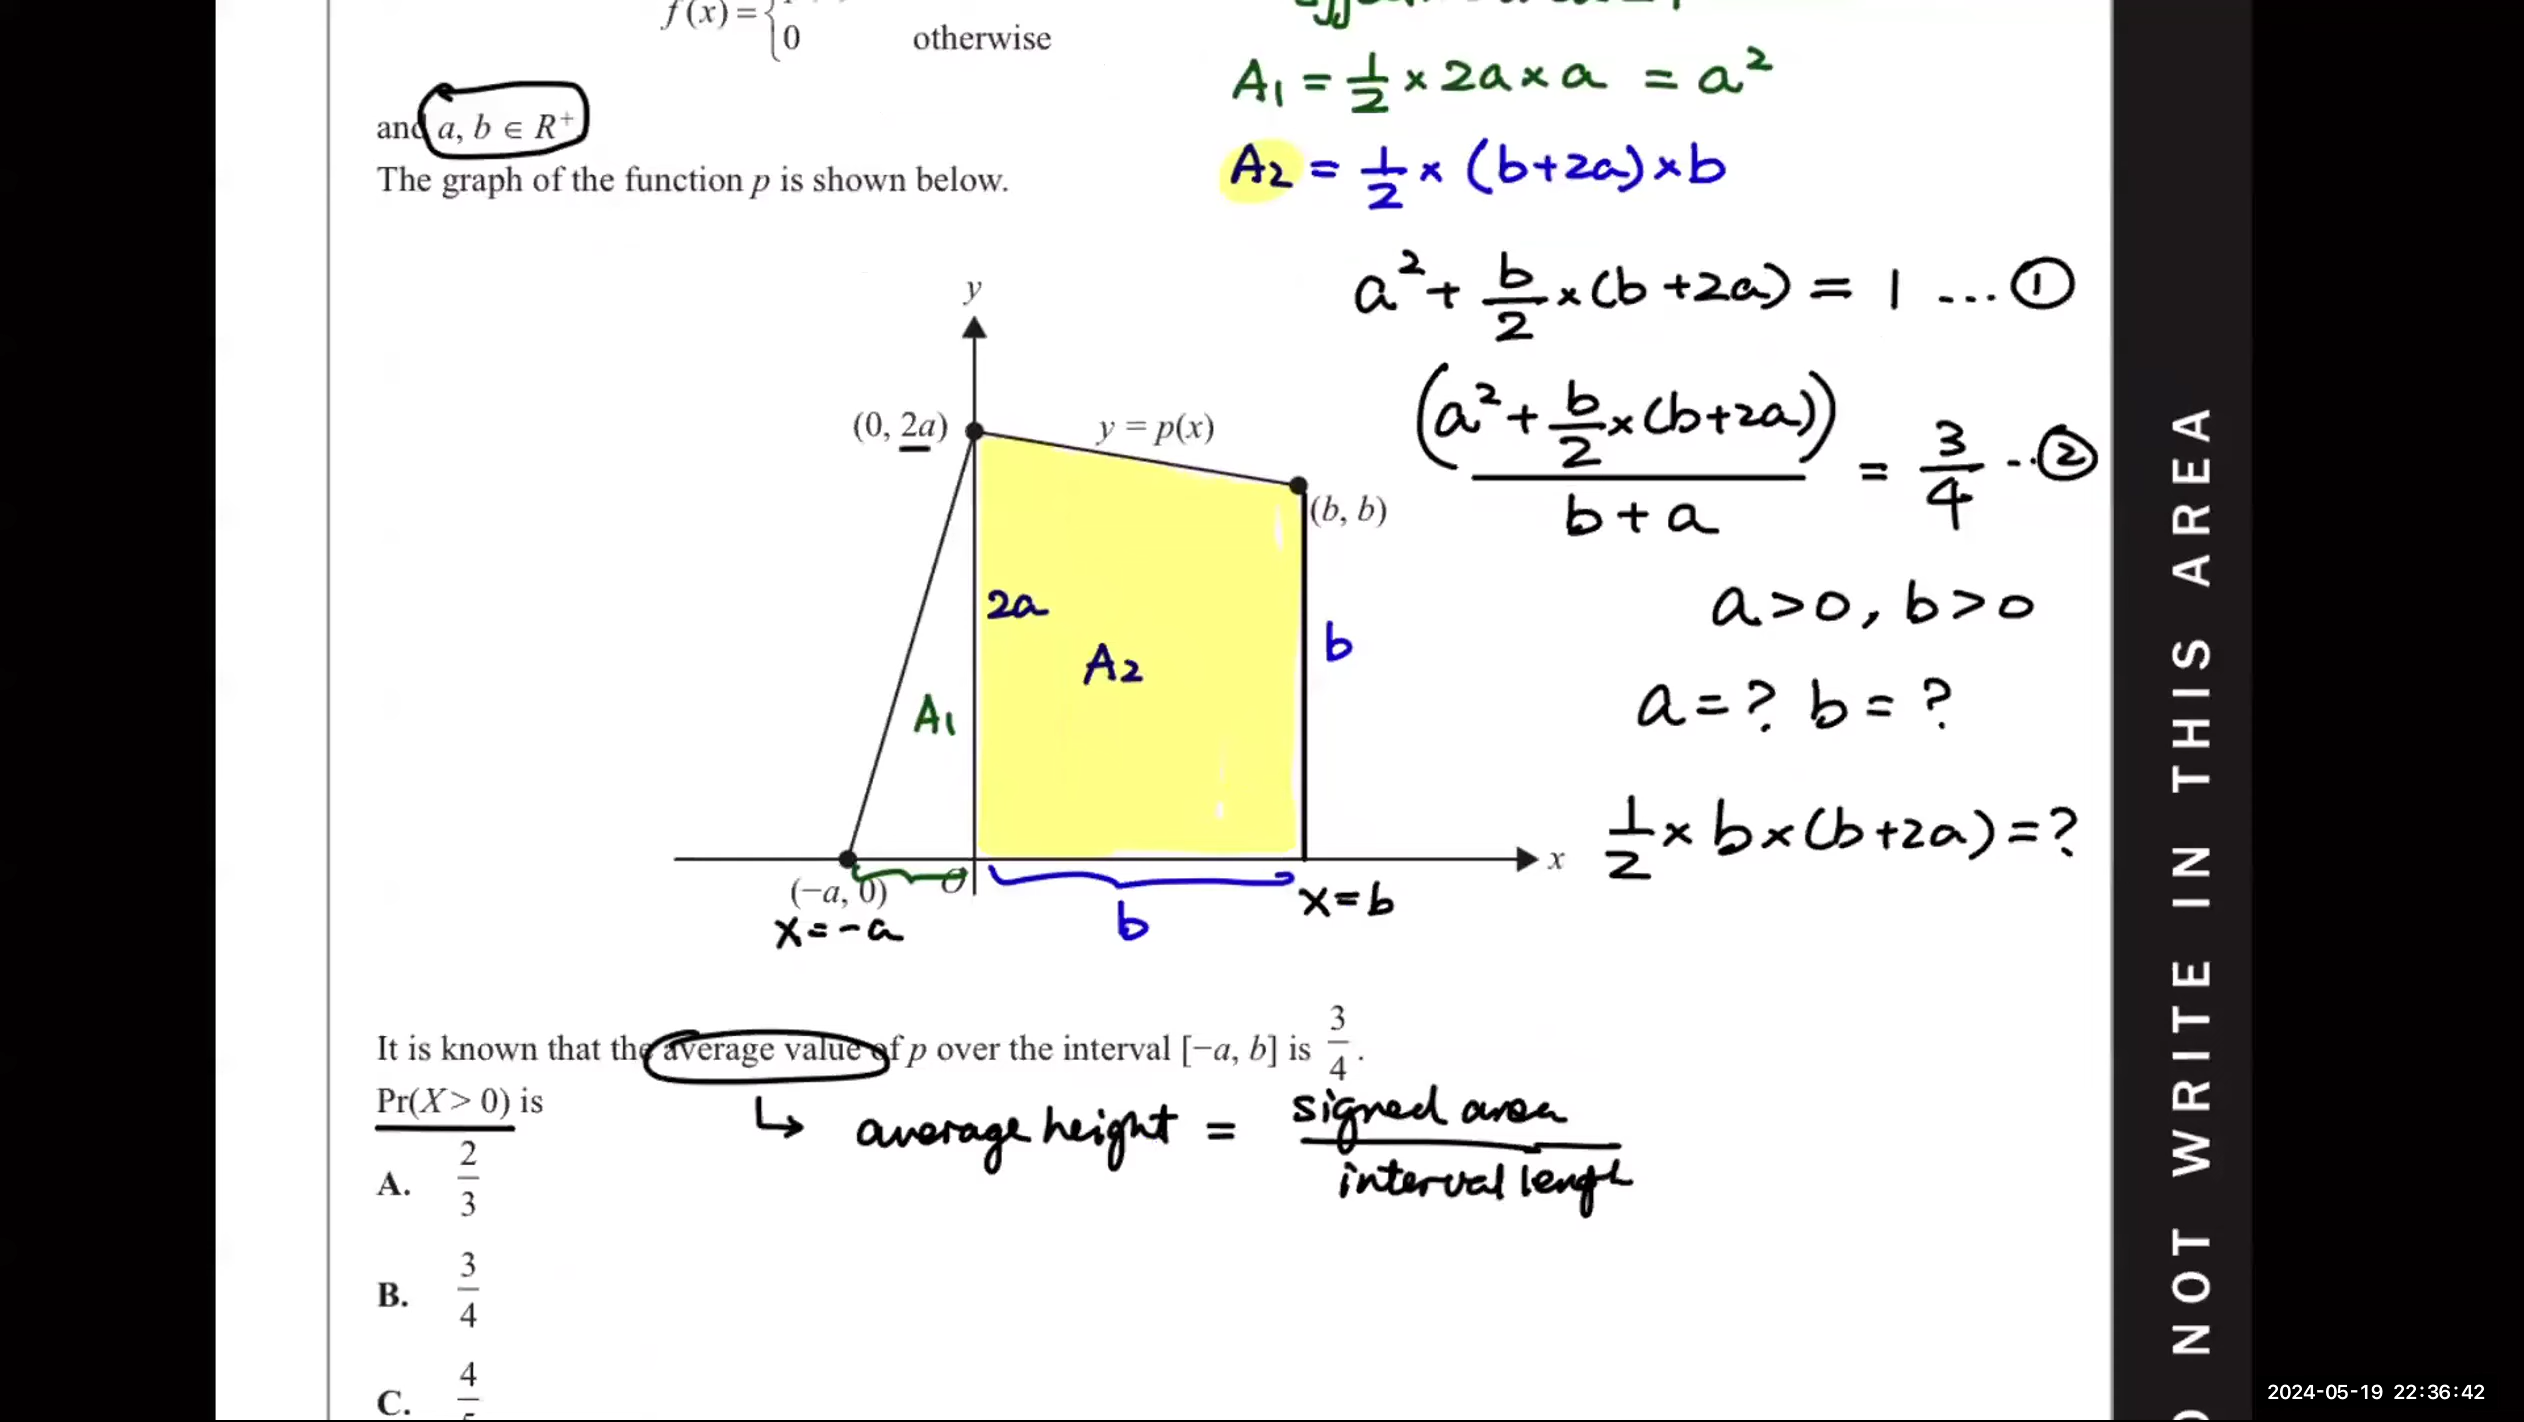 f(x) = { 0 otherwise
A₁ = 1/2 × 2a × a = a²
and a, b ∈ R⁺
A₂ = 1/2 × (b+2a) × b
The graph of the function p is shown below.
a² + b/2 × (b+2a) = 1 ... ①
y
(a² + b/2 × (b+2a)) / (b+a) = 3/4 ... ②
(0, 2a)
y = p(x)
(b, b)
a > 0, b > 0
2a
b
A₂
a = ? b = ?
A₁
1/2 × b × (b+2a) = ?
x
(−a, 0)
O
x = −a
b
x = b
It is known that the average value of p over the interval [−a, b] is 3/4.
Pr(X > 0) is
↳ average height = signed area / interval length
A. 2/3
B. 3/4
C. 4
NOT WRITE IN THIS AREA
2024-05-19 22:36:42